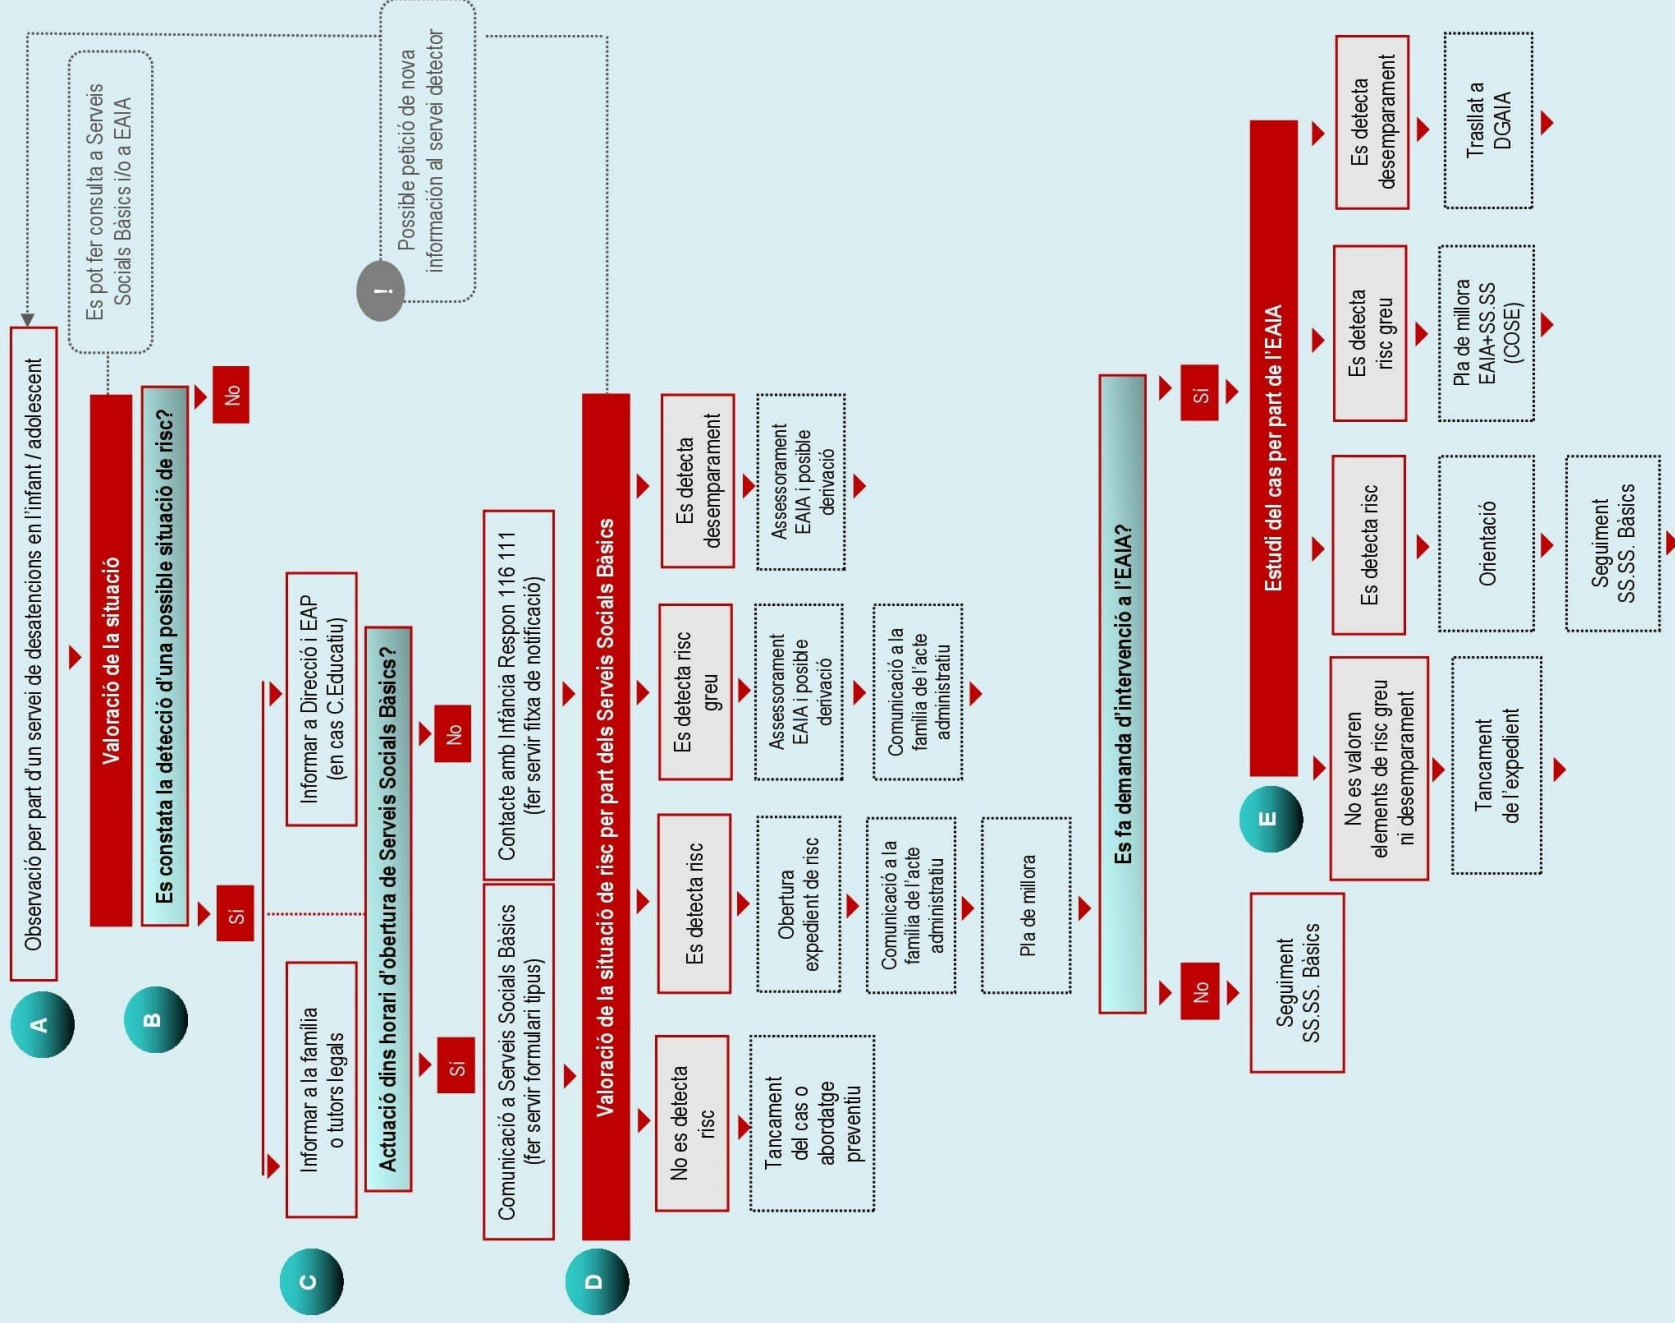 A
Observació per part d'un servei de desatencions en l'infant / adolescent
Valoració de la situació
Es pot fer consulta a Serveis
Socials Bàsics i/o a EAIA
B
Es constata la detecció d'una possible situació de risc?
Sí
No
C
Informar a la família
o tutors legals
Informar a Direcció i EAP
(en cas C.Educatiu)
!
Possible petició de nova
información al servei detector
Actuació dins horari d'obertura de Serveis Socials Bàsics?
Sí
No
Comunicació a Serveis Socials Bàsics
(fer servir formulari tipus)
Contacte amb Infància Respon 116 111
(fer servir fitxa de notificació)
D
Valoració de la situació de risc per part dels Serveis Socials Bàsics
No es detecta
risc
Tancament
del cas o
abordatge
preventiu
Es detecta risc
Obertura
expedient de risc
Comunicació a la
família de l'acte
administratiu
Pla de millora
Es detecta risc
greu
Assessorament
EAIA i posible
derivació
Comunicació a la
família de l'acte
administratiu
Es detecta
desemparament
Assessorament
EAIA i posible
derivació
Es fa demanda d'intervenció a l'EAIA?
No
Sí
Seguiment
SS.SS. Bàsics
E
Estudi del cas per part de l'EAIA
No es valoren
elements de risc greu
ni desemparament
Tancament
de l'expedient
Es detecta risc
Orientació
Seguiment
SS.SS. Bàsics
Es detecta
risc greu
Pla de millora
EAIA+SS.SS
(COSE)
Es detecta
desemparament
Trasllat a
DGAIA